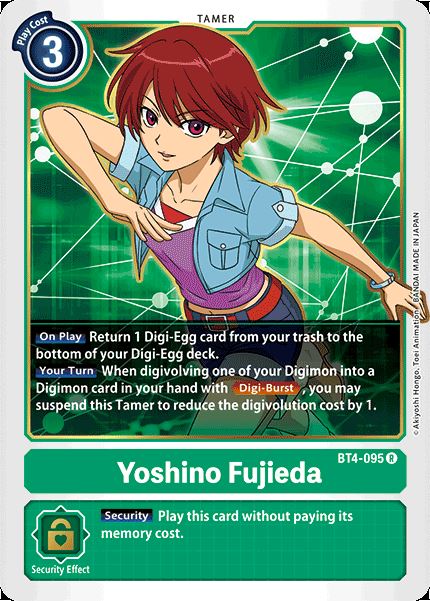 TAMER
Play Cost
3
On Play Return 1 Digi-Egg card from your trash to the
bottom of your Digi-Egg deck.
Your Turn When digivolving one of your Digimon into a
Digimon card in your hand with Digi-Burst , you may
suspend this Tamer to reduce the digivolution cost by 1.
©Akiyoshi Hongo, Toei Animation BANDAI MADE IN JAPAN
BT4-095 R
Yoshino Fujieda
Security Play this card without paying its
memory cost.
Security Effect